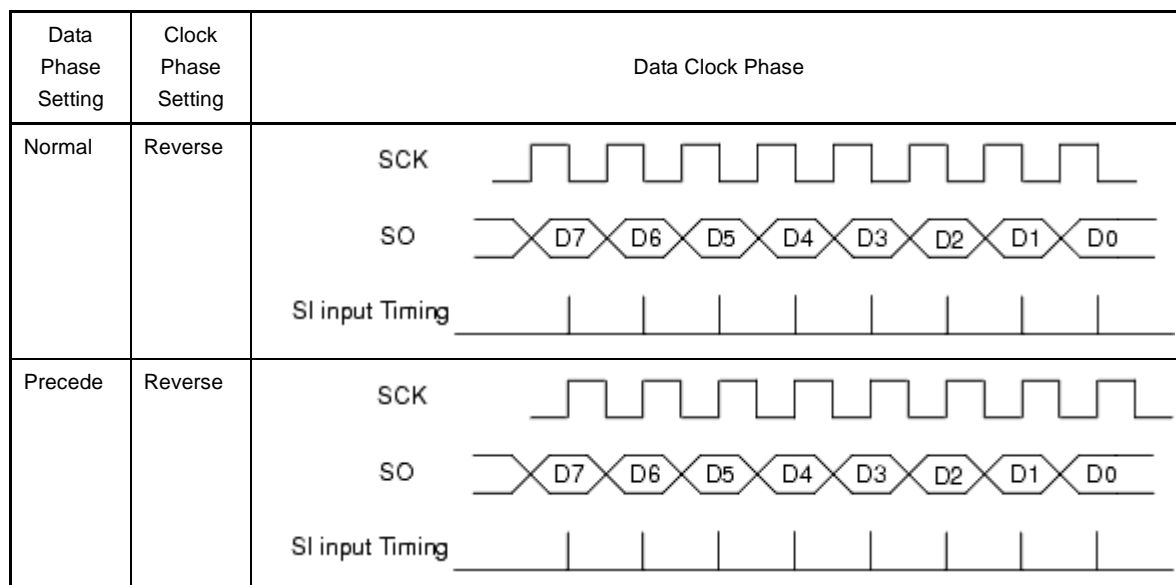 Data
Phase
Setting
Clock
Phase
Setting
Data Clock Phase
Normal
Reverse
SCK
SO
D7 D6 D5 D4 D3 D2 D1 D0
SI input Timing
Precede
Reverse
SCK
SO
D7 D6 D5 D4 D3 D2 D1 D0
SI input Timing